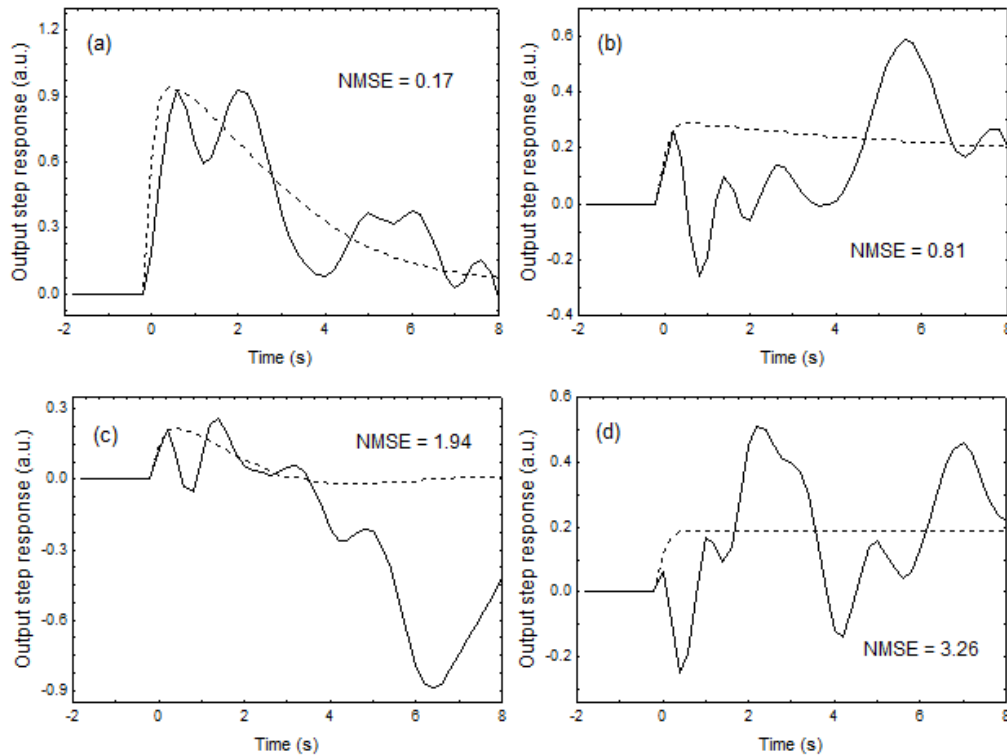 (a)
NMSE = 0.17
Output step response (a.u.)
1.2
0.9
0.6
0.3
0.0
-2 0 2 4 6 8
Time (s)
(b)
NMSE = 0.81
Output step response (a.u.)
0.6
0.4
0.2
0.0
-0.2
-0.4
-2 0 2 4 6 8
Time (s)
(c)
NMSE = 1.94
Output step response (a.u.)
0.3
0.0
-0.3
-0.6
-0.9
-2 0 2 4 6 8
Time (s)
(d)
NMSE = 3.26
Output step response (a.u.)
0.6
0.4
0.2
0.0
-0.2
-2 0 2 4 6 8
Time (s)